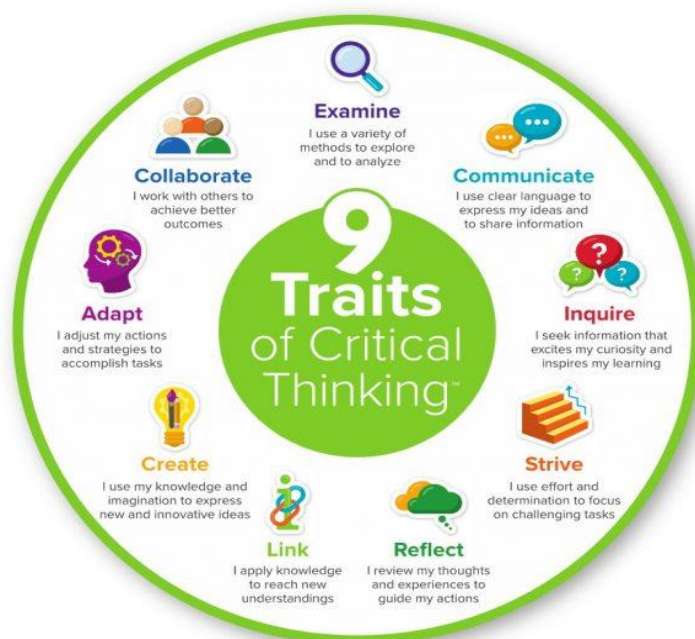 9
Traits
of Critical
Thinking™
Examine
I use a variety of
methods to explore
and to analyze
Communicate
I use clear language to
express my ideas and
to share information
Inquire
I seek information that
excites my curiosity and
inspires my learning
Strive
I use effort and
determination to focus
on challenging tasks
Reflect
I review my thoughts
and experiences to
guide my actions
Link
I apply knowledge
to reach new
understandings
Create
I use my knowledge and
imagination to express
new and innovative ideas
Adapt
I adjust my actions
and strategies to
accomplish tasks
Collaborate
I work with others to
achieve better
outcomes